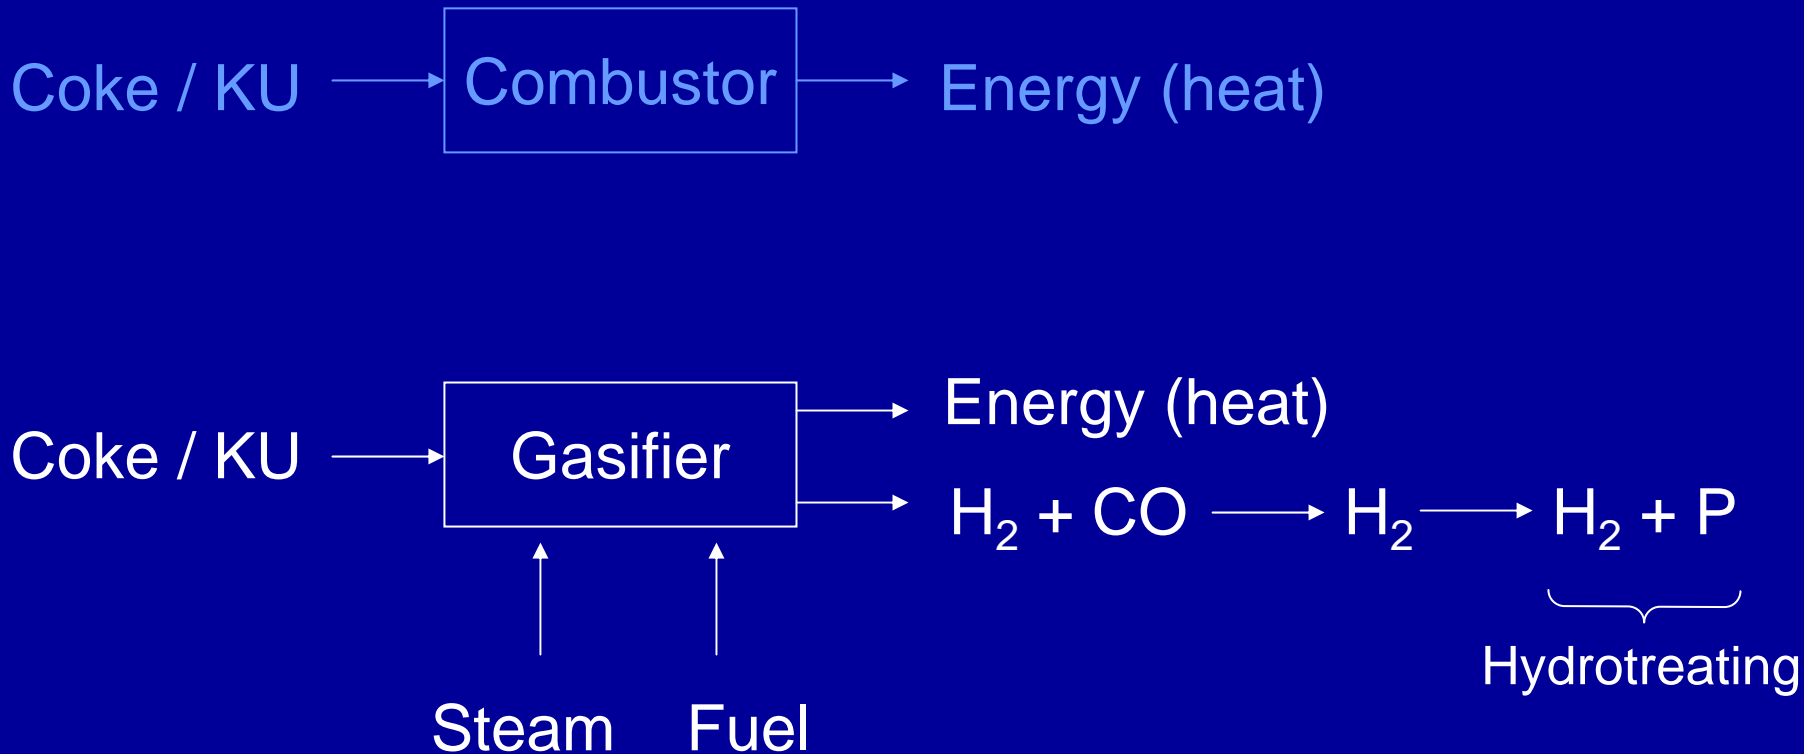 Coke / KU
Combustor
Energy (heat)
Coke / KU
Gasifier
Energy (heat)
H₂ + CO
H₂
H₂ + P
Hydrotreating
Steam
Fuel